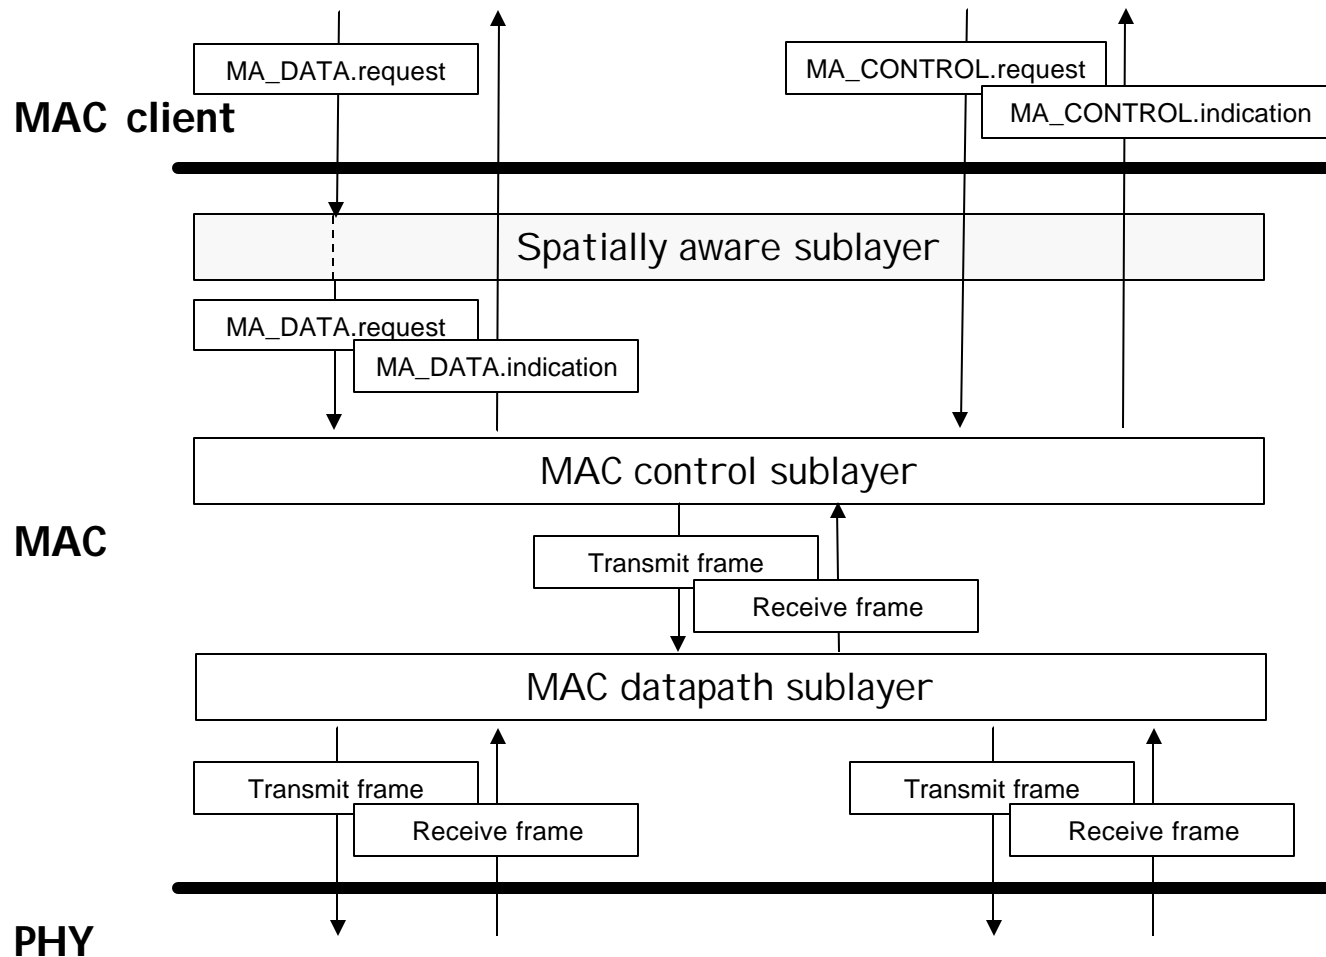 MA_DATA.request
MA_CONTROL.request
MA_CONTROL.indication
MAC client
Spatially aware sublayer
MA_DATA.request
MA_DATA.indication
MAC control sublayer
MAC
Transmit frame
Receive frame
MAC datapath sublayer
Transmit frame
Receive frame
Transmit frame
Receive frame
PHY